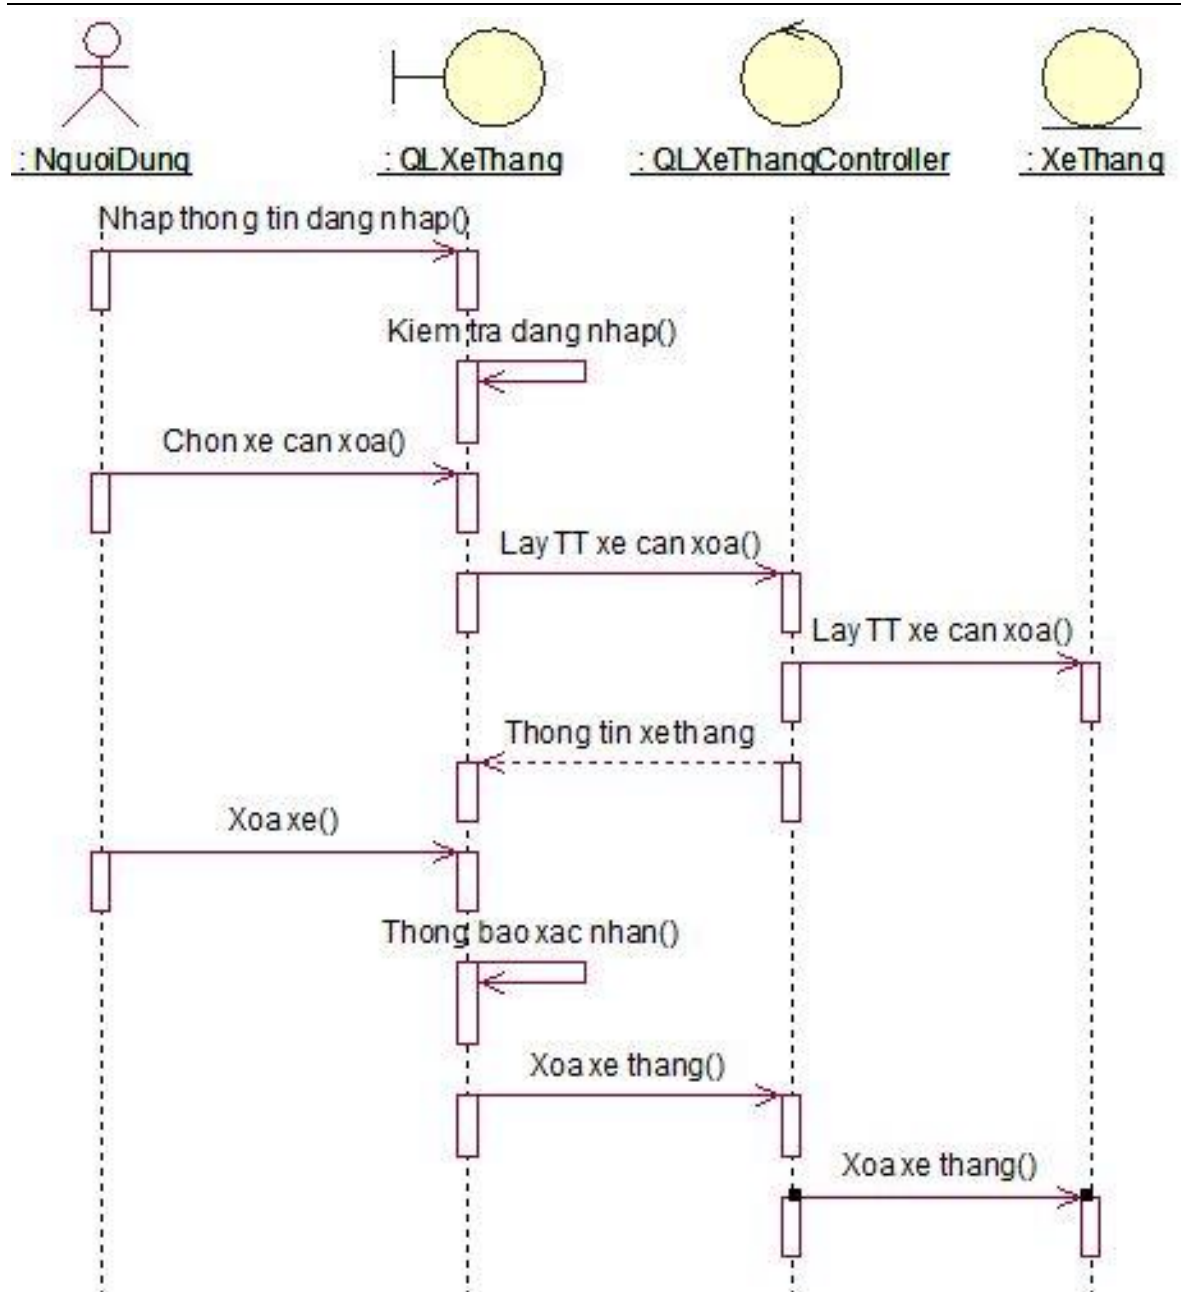 : NguoiDung
: QLXeThang
: QLXeThangController
: XeThang
Nhap thong tin dang nhap()
Kiem tra dang nhap()
Chon xe can xoa()
Lay TT xe can xoa()
Lay TT xe can xoa()
Thong tin xe thang
Xoa xe()
Thong bao xac nhan()
Xoa xe thang()
Xoa xe thang()